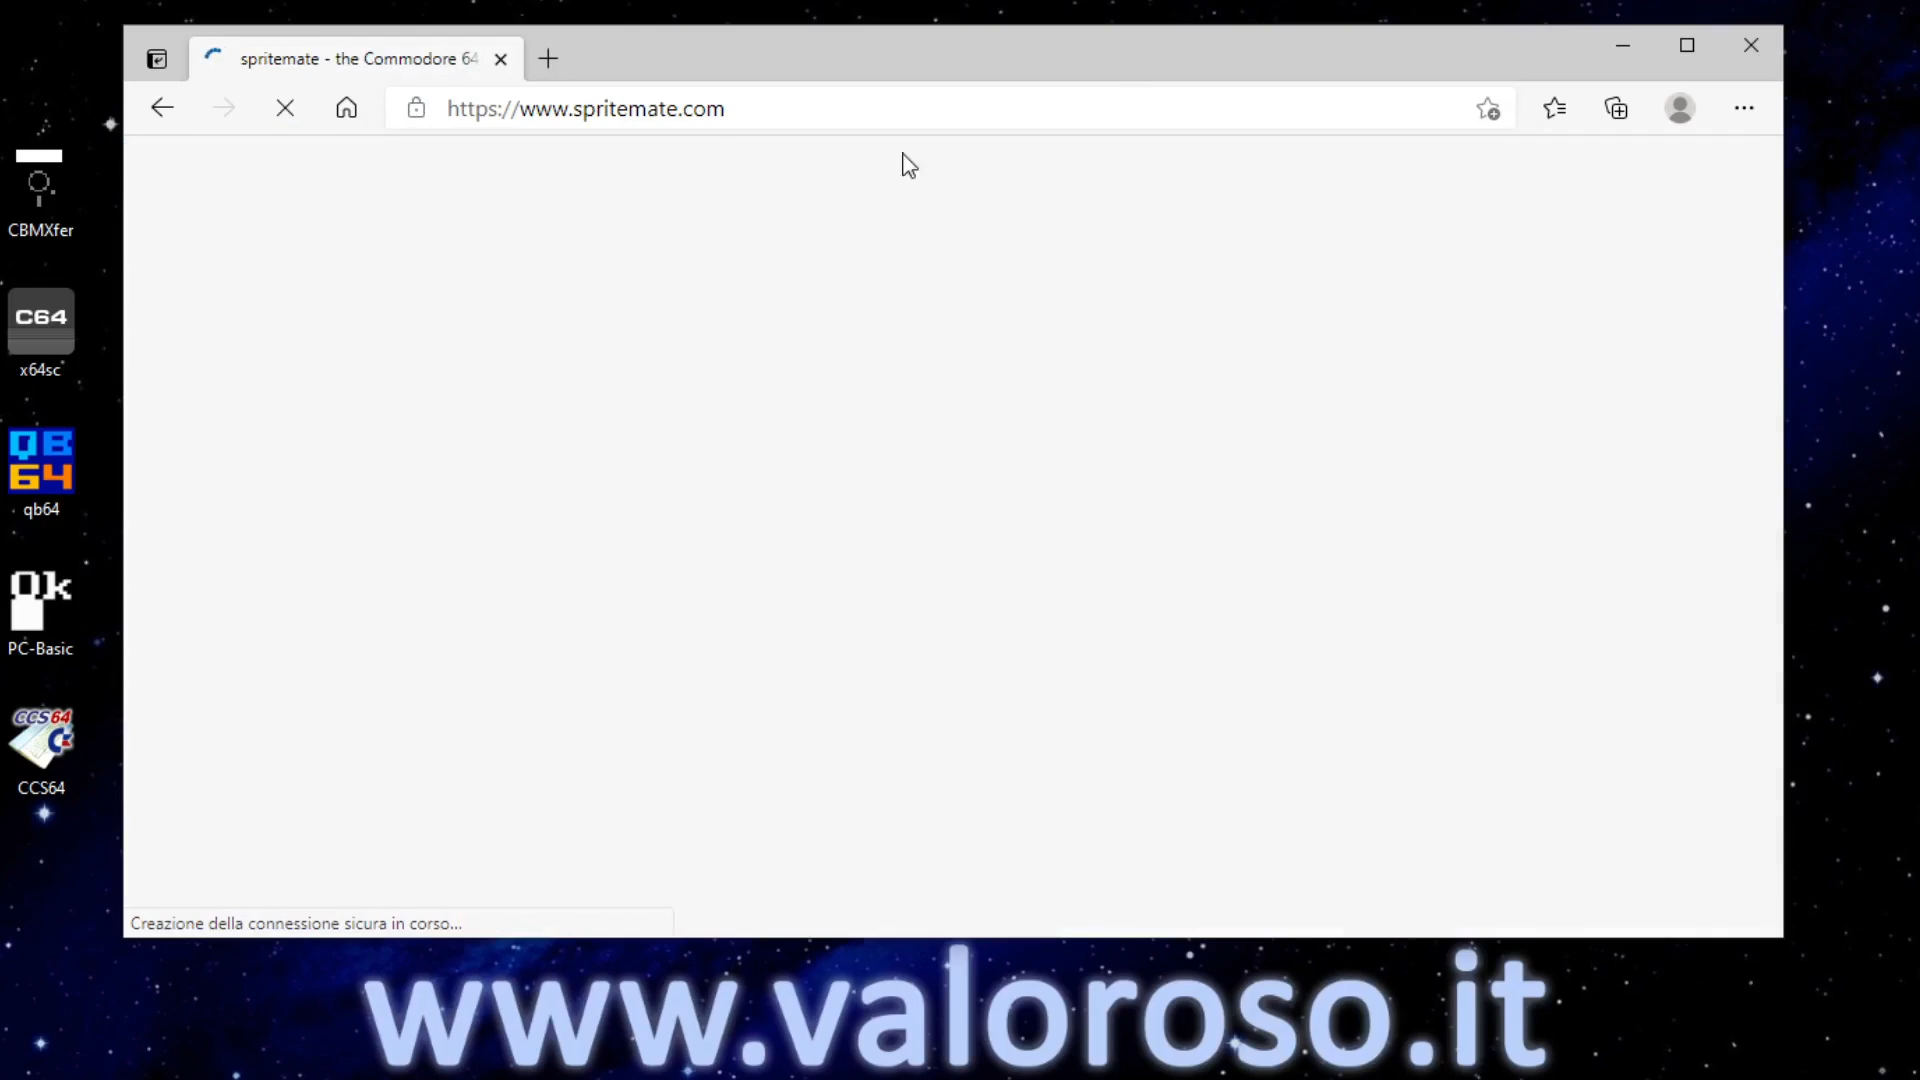 spritemate - the Commodore 64
https://www.spritemate.com
CBMXfer
C64
x64sc
QB
64
qb64
Ok
PC-Basic
CCS64
CCS64
Creazione della connessione sicura in corso...
www.valoroso.it